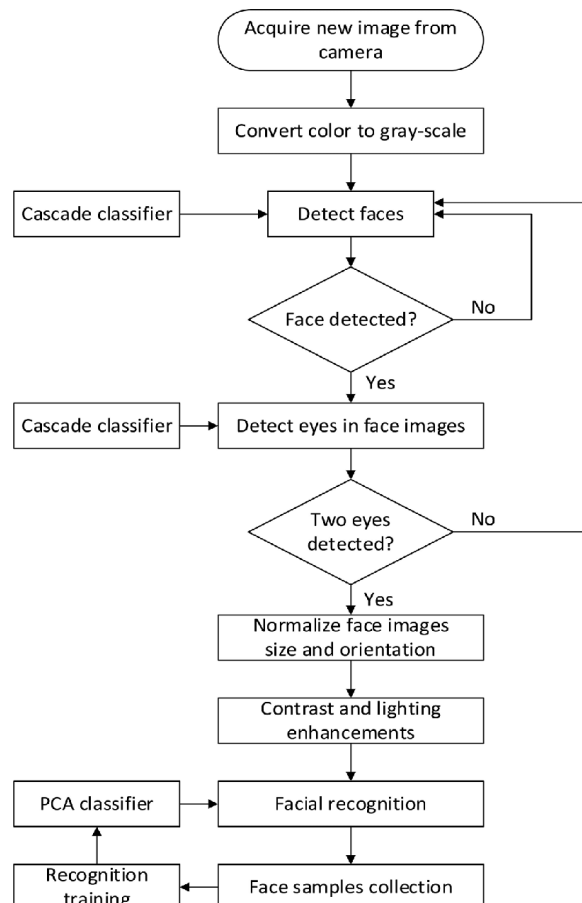 Acquire new image from
camera
Convert color to gray-scale
Cascade classifier
Detect faces
Face detected?
No
Yes
Cascade classifier
Detect eyes in face images
Two eyes
detected?
No
Yes
Normalize face images
size and orientation
Contrast and lighting
enhancements
PCA classifier
Facial recognition
Recognition
training
Face samples collection